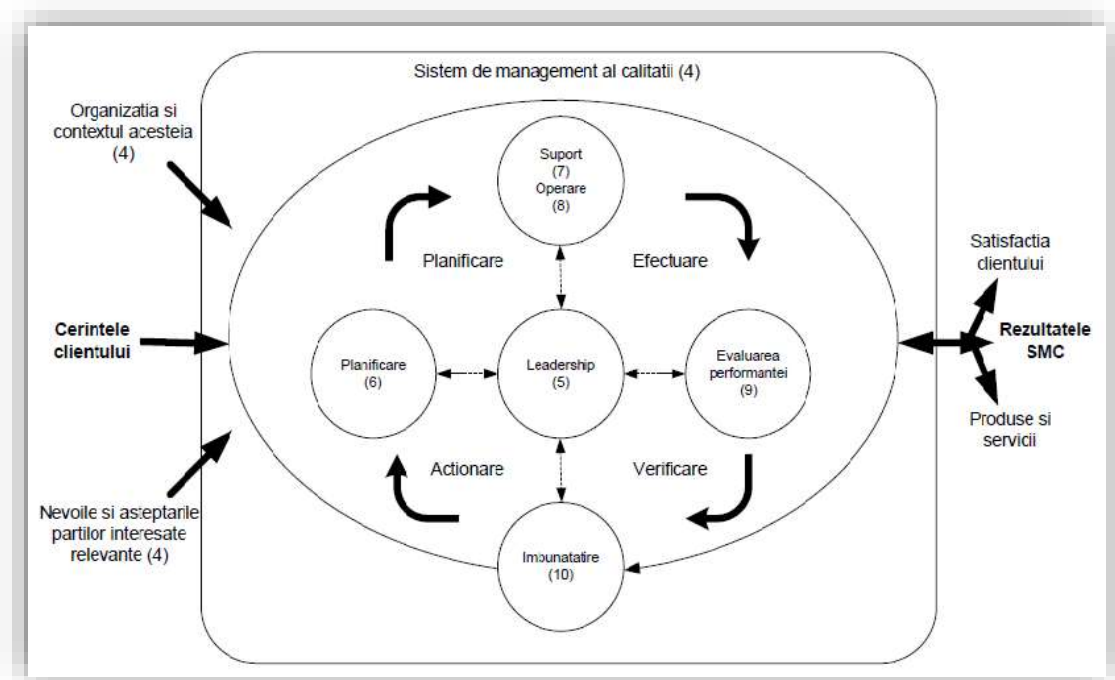 Sistem de management al calitatii (4)
Organizatia si
contextul acesteia
(4)
Suport
(7)
Operare
(8)
Planificare
Efectuare
Satisfactia
clientului
Cerintele
clientului
Planificare
(6)
Leadership
(5)
Evaluarea
performantei
(9)
Rezultatele
SMC
Produse si
servicii
Actionare
Verificare
Nevoile si asteptarile
partilor interesate
relevante (4)
Imbunatatire
(10)